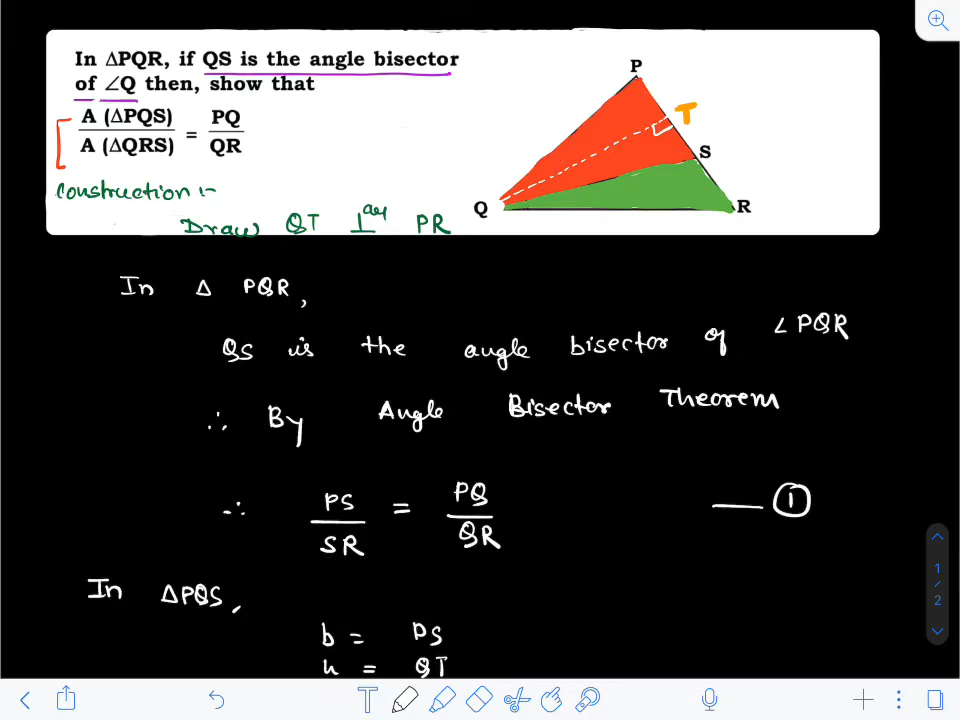 In ΔPQR, if QS is the angle bisector
of ∠Q then, show that
A (ΔPQS) / A (ΔQRS) = PQ / QR
Construction :-
Draw QT ⊥ PR
P
T
S
Q
R
In Δ PQR,
QS is the angle bisector of ∠PQR
∴ By Angle Bisector Theorem
∴ PS / SR = PQ / QR — ①
In ΔPQS,
b = PS
h = QT
1
/
2
T